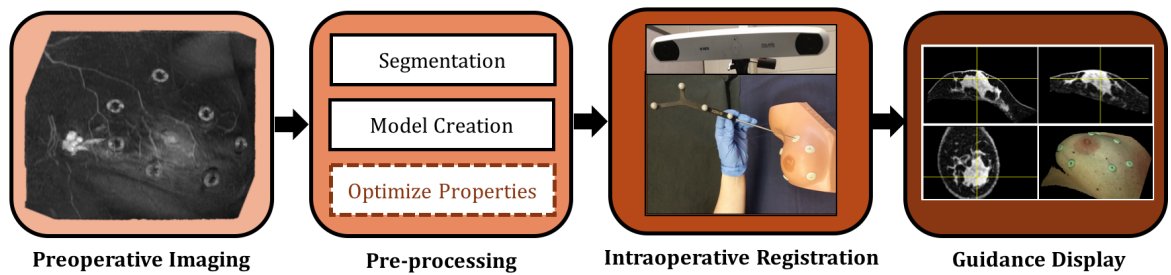 Segmentation
Model Creation
Optimize Properties
Preoperative Imaging
Pre-processing
Intraoperative Registration
Guidance Display